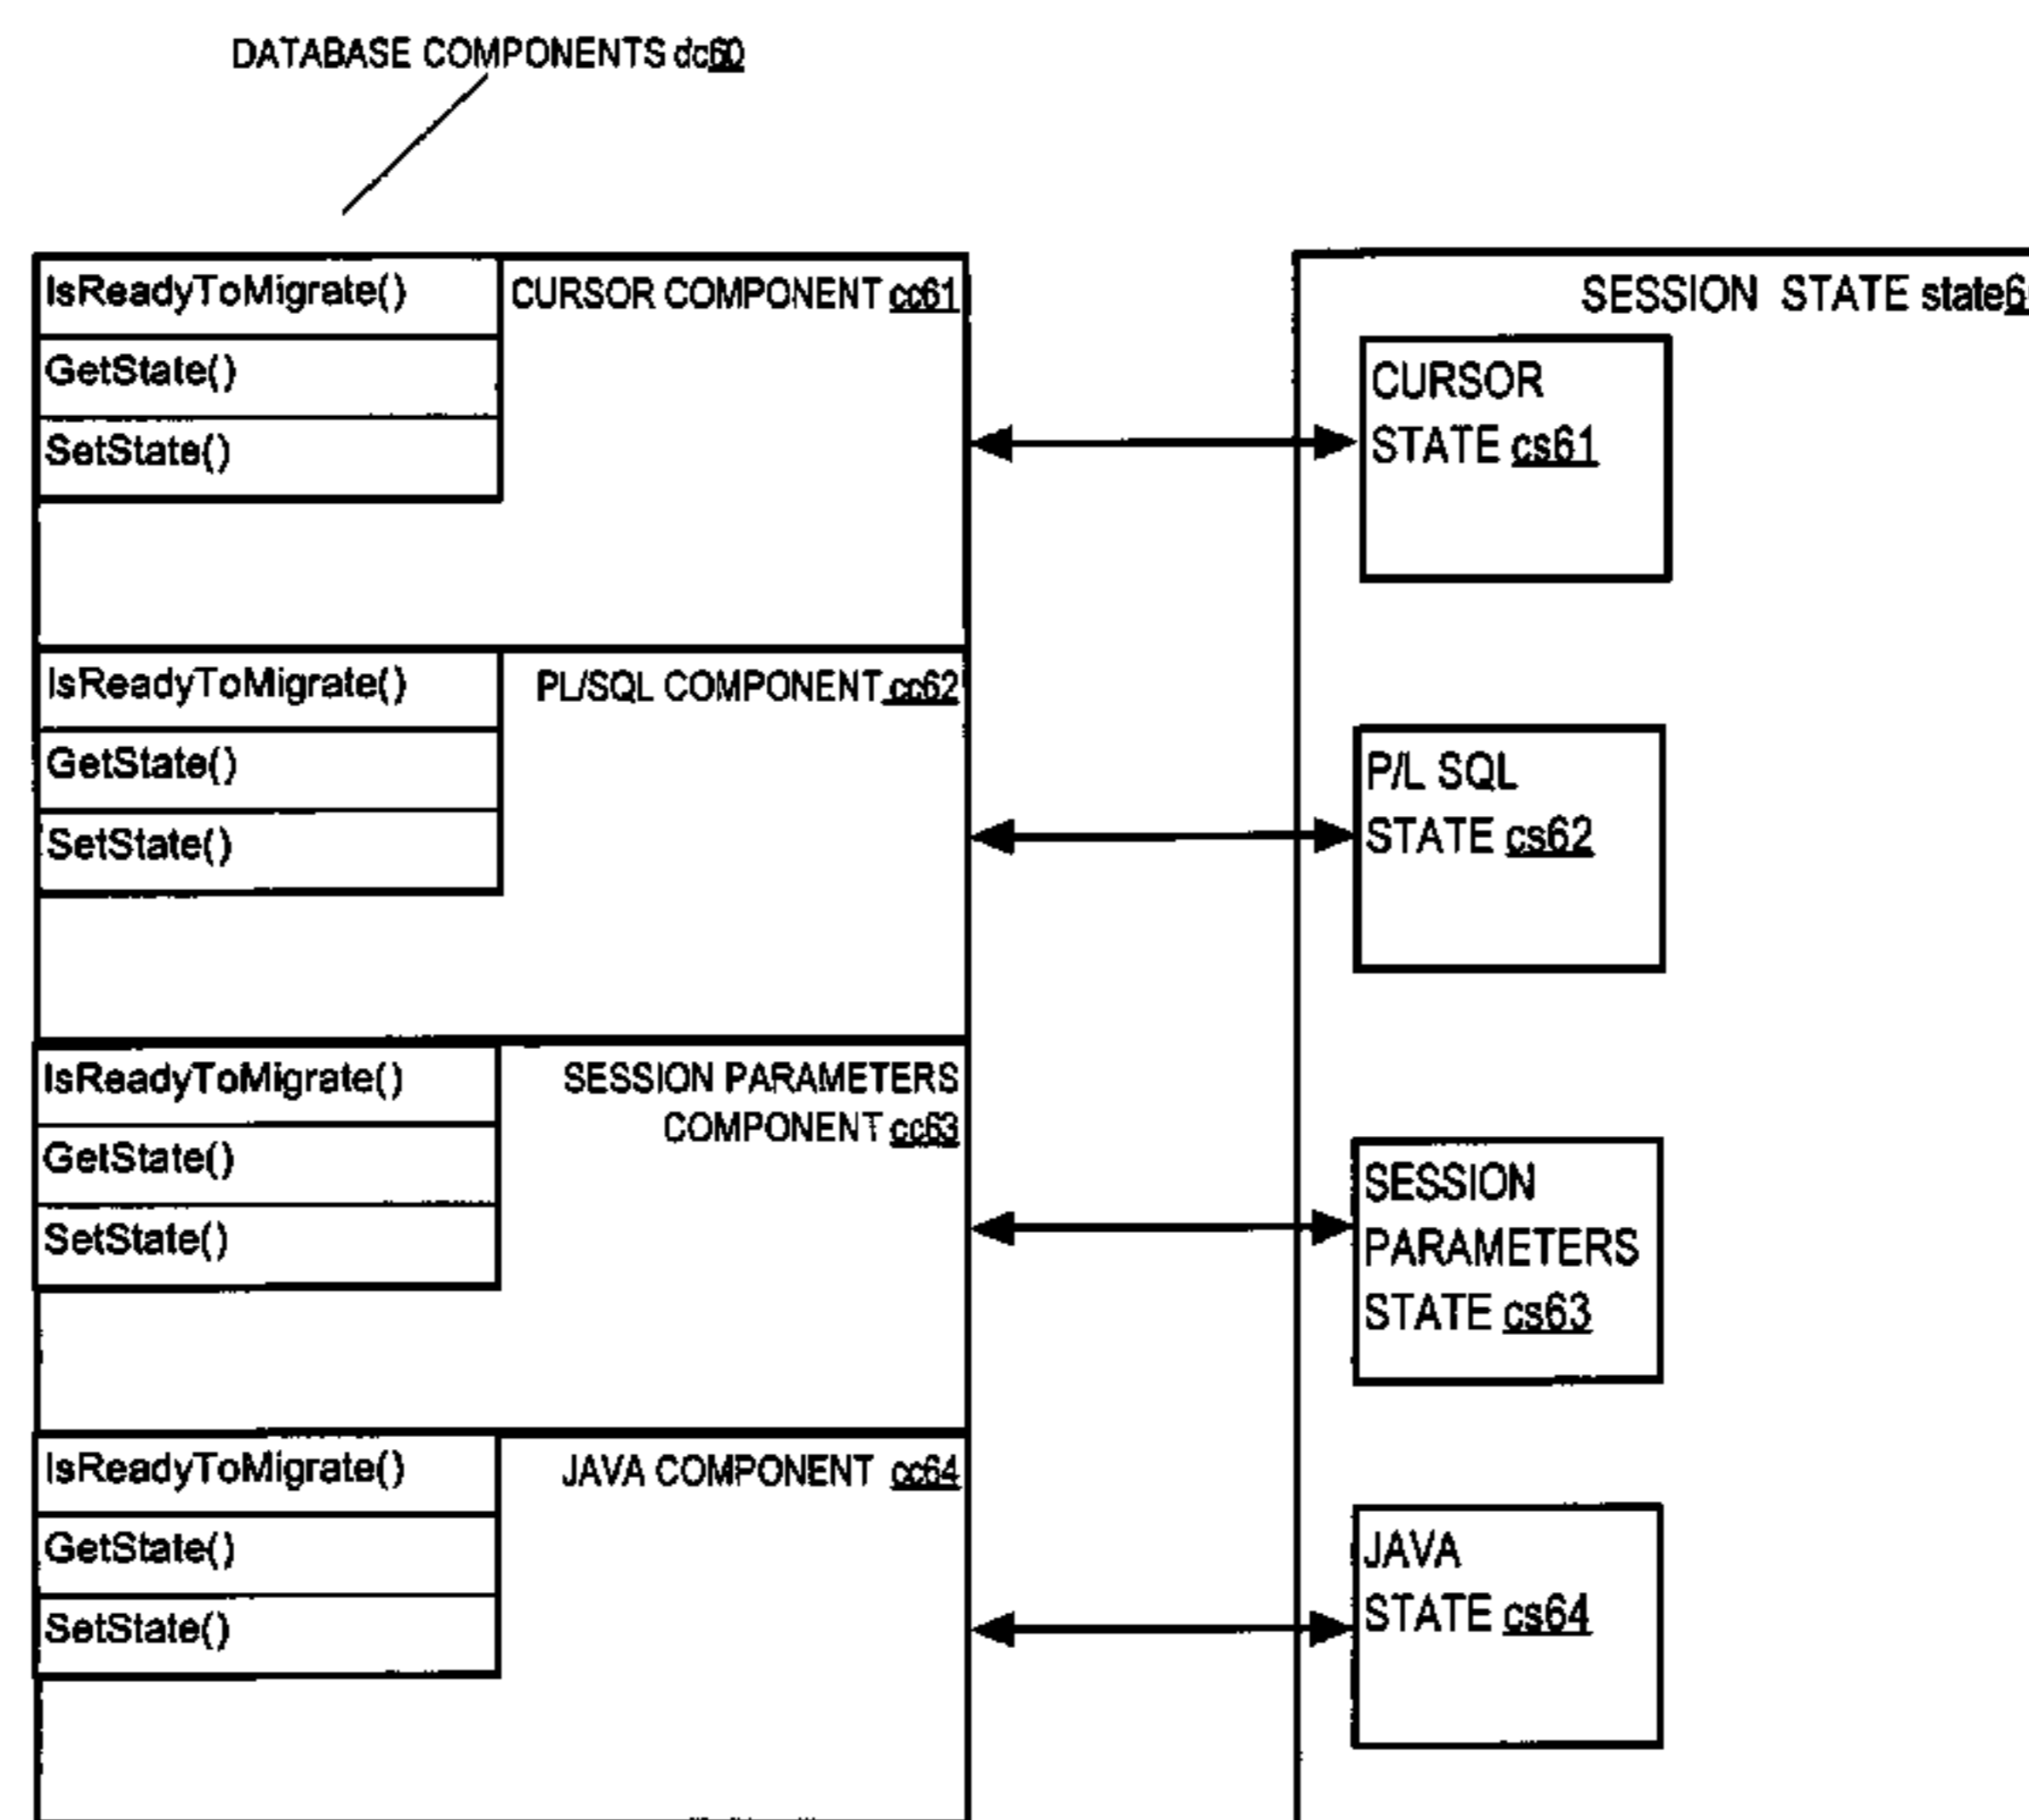 DATABASE COMPONENTS dc60
IsReadyToMigrate()
CURSOR COMPONENT cc61
GetState()
SetState()
IsReadyToMigrate()
PL/SQL COMPONENT cc62
GetState()
SetState()
IsReadyToMigrate()
SESSION PARAMETERS
COMPONENT cc63
GetState()
SetState()
IsReadyToMigrate()
JAVA COMPONENT cc64
GetState()
SetState()
SESSION STATE
CURSOR
STATE cs61
P/L SQL
STATE cs62
SESSION
PARAMETERS
STATE cs63
JAVA
STATE cs64